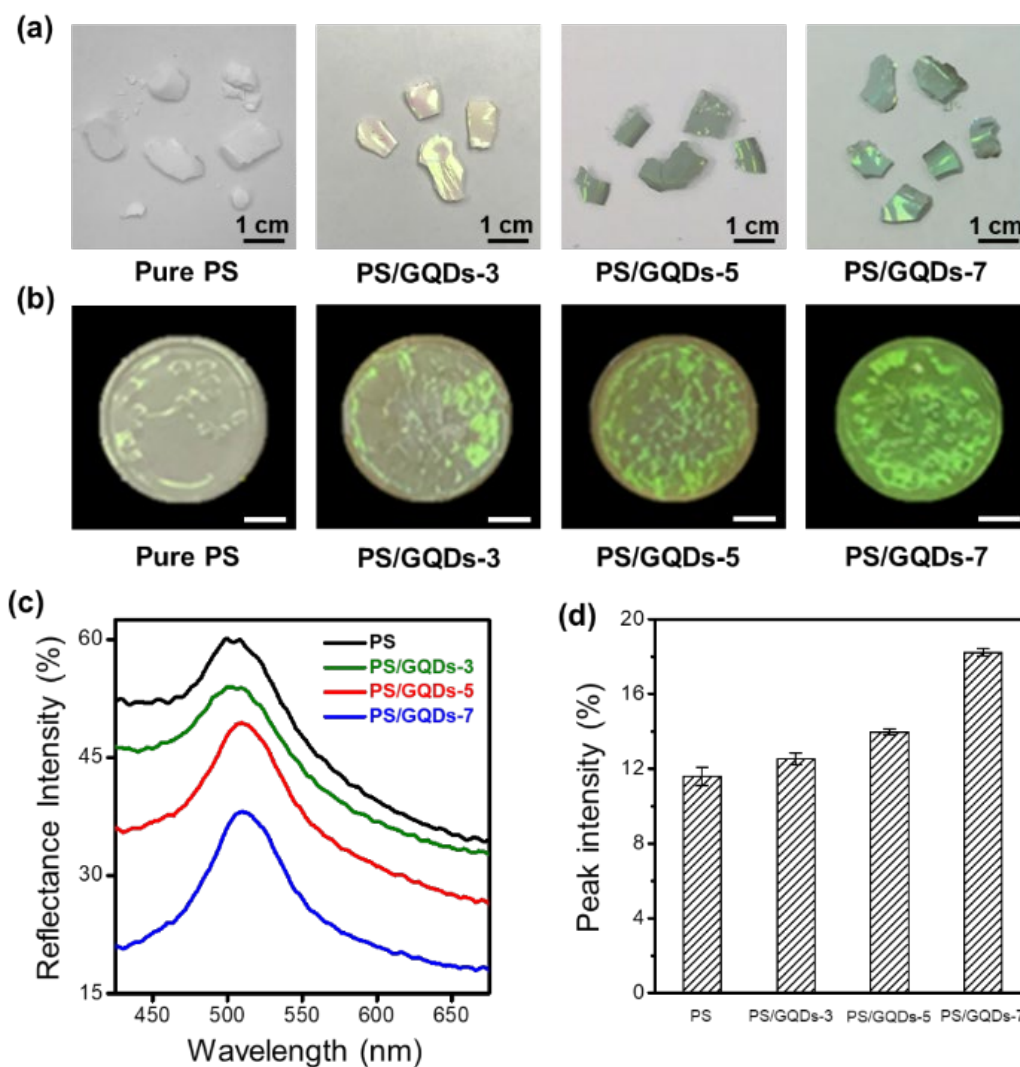 (a)
1 cm 1 cm 1 cm 1 cm
Pure PS PS/GQDs-3 PS/GQDs-5 PS/GQDs-7
(b)
Pure PS PS/GQDs-3 PS/GQDs-5 PS/GQDs-7
(c)
Reflectance Intensity (%)
60
45
30
15
PS
PS/GQDs-3
PS/GQDs-5
PS/GQDs-7
450 500 550 600 650
Wavelength (nm)
(d)
Peak intensity (%)
20
16
12
8
4
0
PS PS/GQDs-3 PS/GQDs-5 PS/GQDs-7